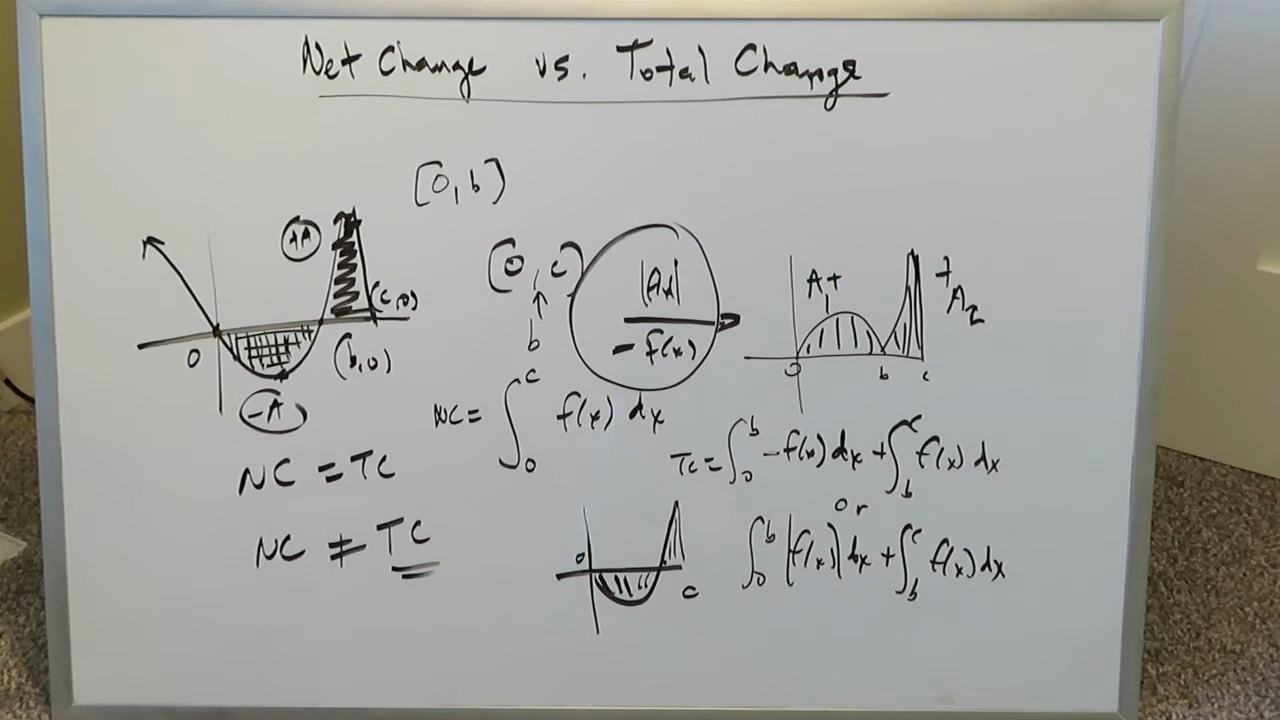 Net Change vs. Total Change
[0, b]
+A
(c,0)
0
(b,0)
-A
[0, c]
b
|f(x)|
- f(x)
A+
+A2
0 b c
NC = ∫₀ᶜ f(x) dx
NC = TC
NC ≠ TC
TC = ∫₀ᵇ -f(x) dx + ∫ᵇᶜ f(x) dx
or
∫₀ᵇ |f(x)| dx + ∫ᵇᶜ f(x) dx
0
c